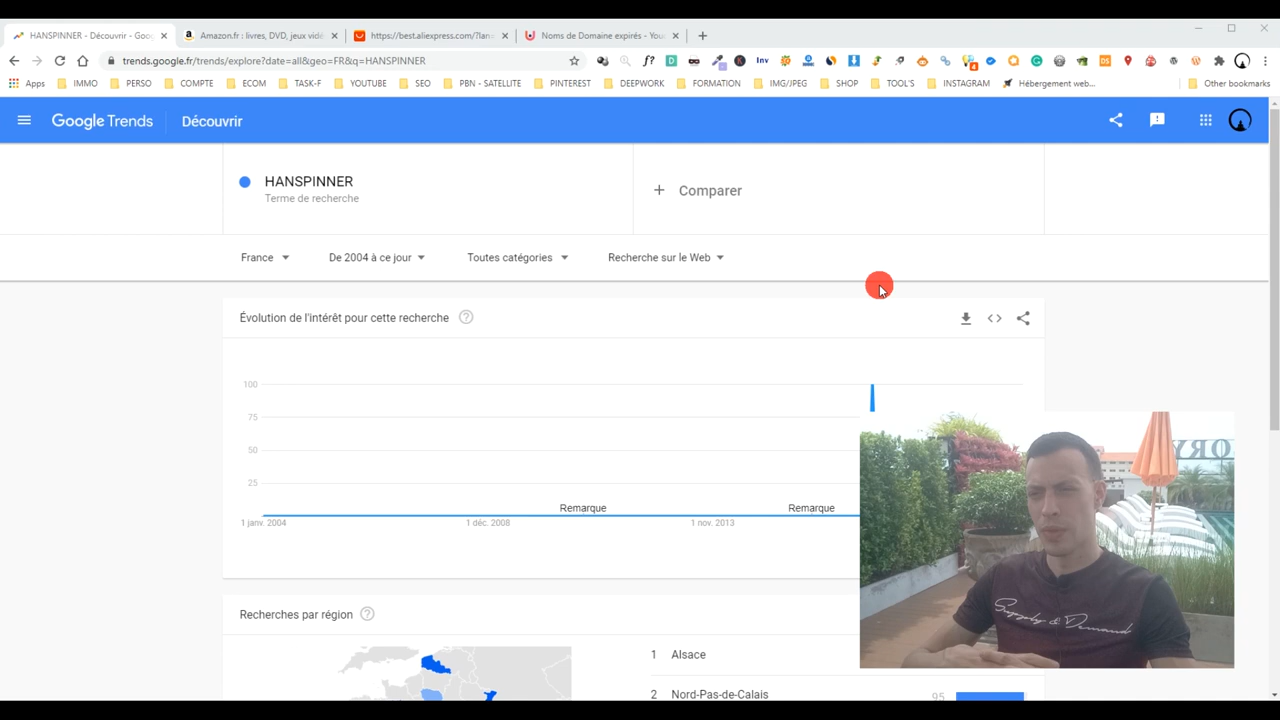 HANSPINNER - Découvrir - Goo
Amazon.fr : livres, DVD, jeux vidé
https://best.aliexpress.com/?lan
Noms de Domaine expirés - You
trends.google.fr/trends/explore?date=all&geo=FR&q=HANSPINNER
Apps
IMMO
PERSO
COMPTE
ECOM
TASK-F
YOUTUBE
SEO
PBN - SATELLITE
PINTEREST
DEEPWORK
FORMATION
IMG/JPEG
SHOP
TOOL'S
INSTAGRAM
Hébergement web...
Other bookmarks
Google Trends
Découvrir
HANSPINNER
Terme de recherche
+ Comparer
France
De 2004 à ce jour
Toutes catégories
Recherche sur le Web
Évolution de l'intérêt pour cette recherche
100
75
50
25
Remarque
Remarque
1 janv. 2004
1 déc. 2008
1 nov. 2013
Recherches par région
1 Alsace
2 Nord-Pas-de-Calais
95
Supply & Demand